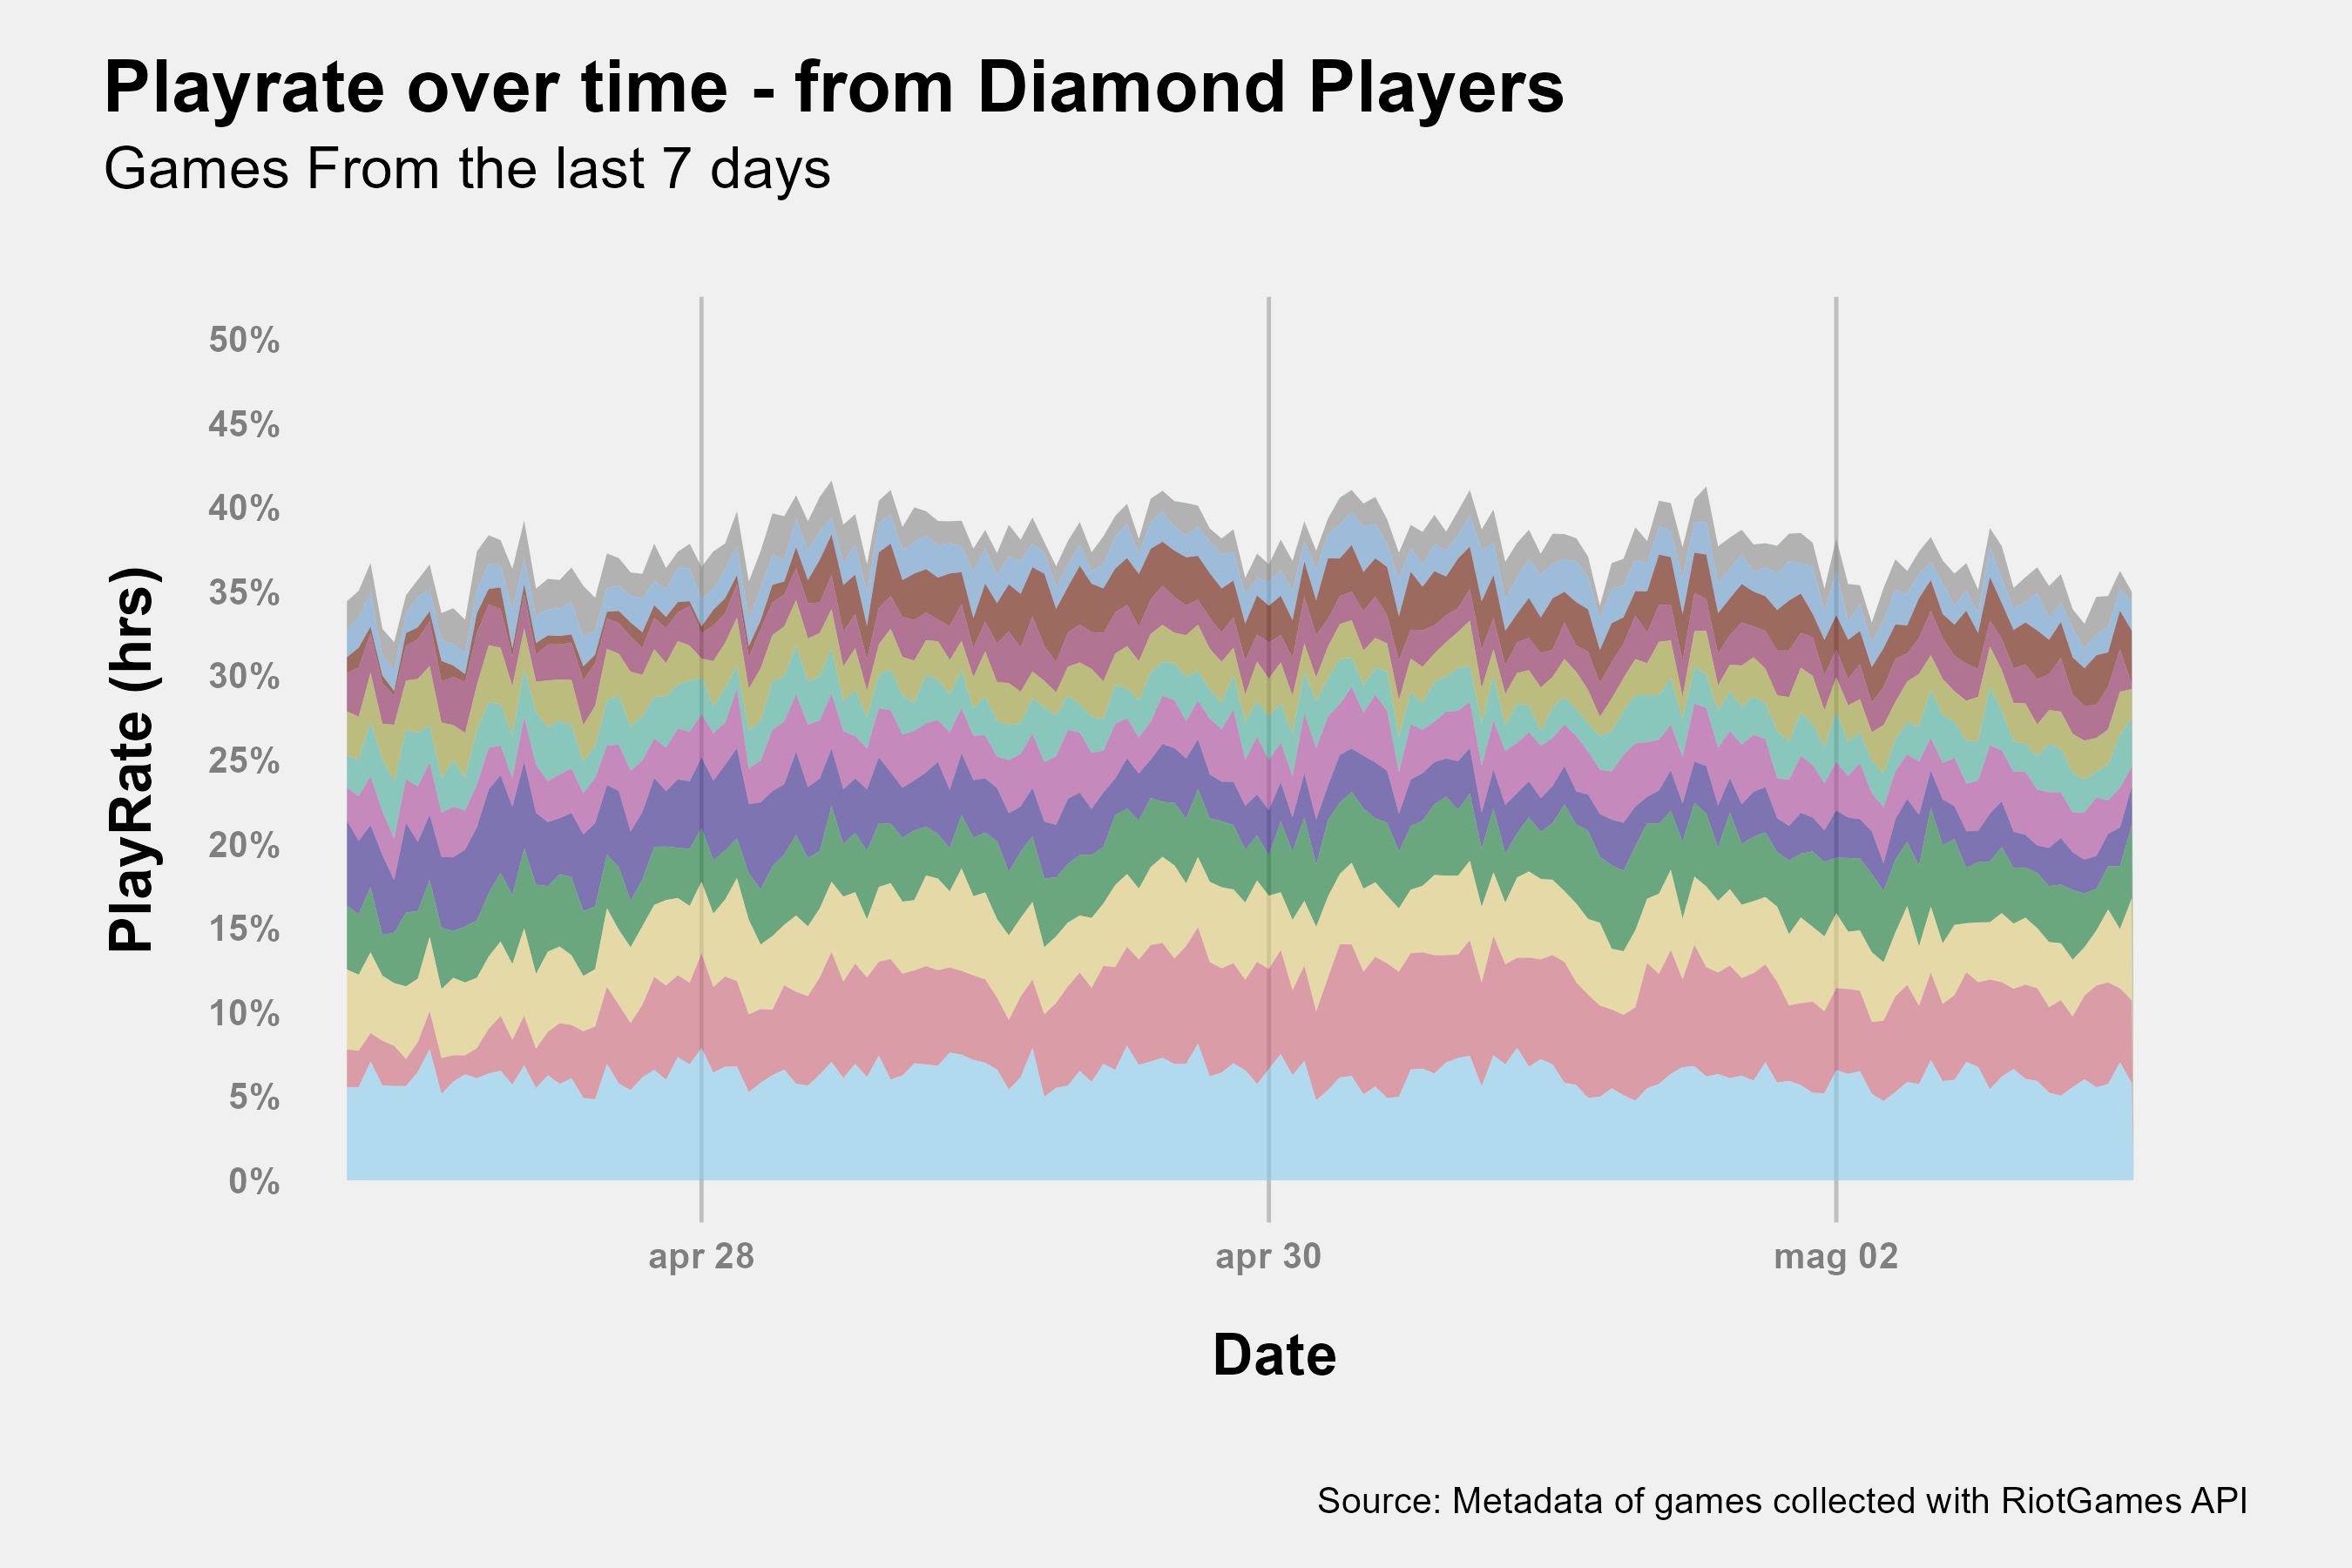 Playrate over time - from Diamond Players
Games From the last 7 days
PlayRate (hrs)
50%
45%
40%
35%
30%
25%
20%
15%
10%
5%
0%
apr 28
apr 30
mag 02
Date
Source: Metadata of games collected with RiotGames API